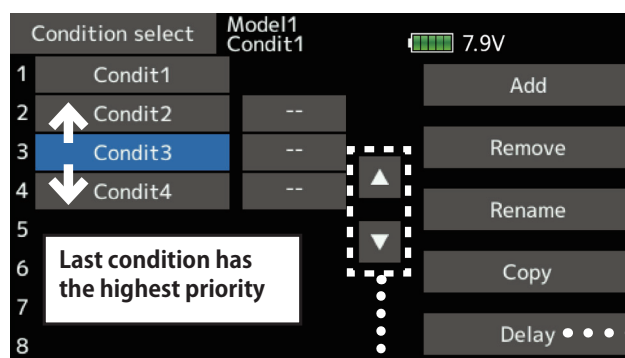 Condition select
Model1
Condit1
7.9V
1 Condit1
Add
2 Condit2 --
3 Condit3 --
Remove
4 Condit4 --
Rename
5
6
7
8
Last condition has
the highest priority
▲
▼
Copy
Delay